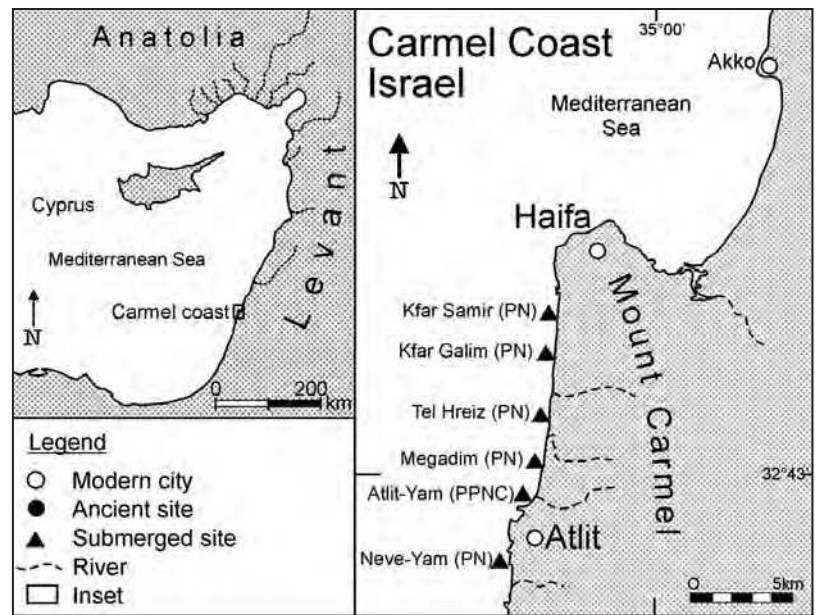 Anatolia
Cyprus
Mediterranean Sea
Carmel coast
Levant
N
0 200
km
Legend
Modern city
Ancient site
Submerged site
River
Inset
Carmel Coast
Israel
35°00'
Akko
Mediterranean
Sea
N
Haifa
Mount Carmel
Kfar Samir (PN)
Kfar Galim (PN)
Tel Hreiz (PN)
Megadim (PN)
32°43
Atlit-Yam (PPNC)
Atlit
Neve-Yam (PN)
0 5km